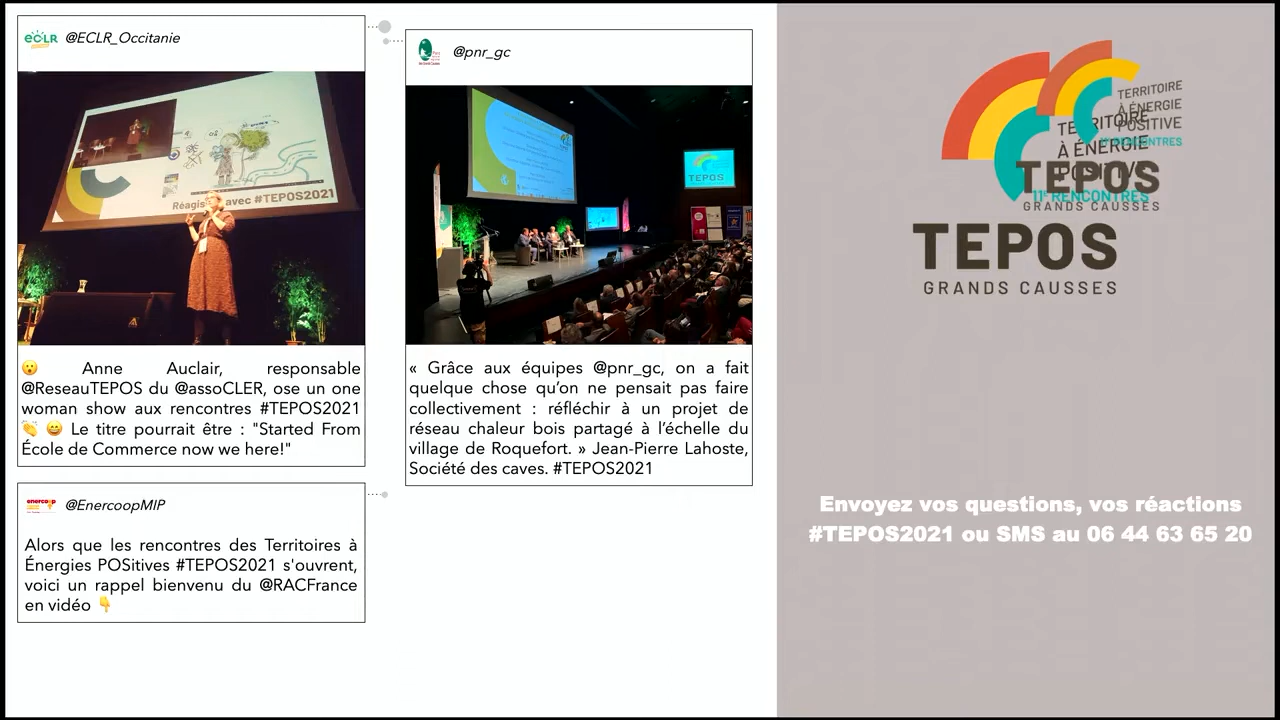 ECLR
@ECLR_Occitanie
Réagis avec #TEPOS2021
😮 Anne Auclair, responsable
@ReseauTEPOS du @assoCLER, ose un one
woman show aux rencontres #TEPOS2021
👏 😄 Le titre pourrait être : "Started From
École de Commerce now we here!"
@EnercoopMIP
Alors que les rencontres des Territoires à
Énergies POSitives #TEPOS2021 s'ouvrent,
voici un rappel bienvenu du @RACFrance
en vidéo 👇
@pnr_gc
TEPOS
« Grâce aux équipes @pnr_gc, on a fait
quelque chose qu'on ne pensait pas faire
collectivement : réfléchir à un projet de
réseau chaleur bois partagé à l'échelle du
village de Roquefort. » Jean-Pierre Lahoste,
Société des caves. #TEPOS2021
TERRITOIRE
À ÉNERGIE
POSITIVE
TERRITOIRE
À ÉNERGIE
POSITIVE
TEPOS
11e RENCONTRES
GRANDS CAUSSES
TEPOS
GRANDS CAUSSES
Envoyez vos questions, vos réactions
#TEPOS2021 ou SMS au 06 44 63 65 20